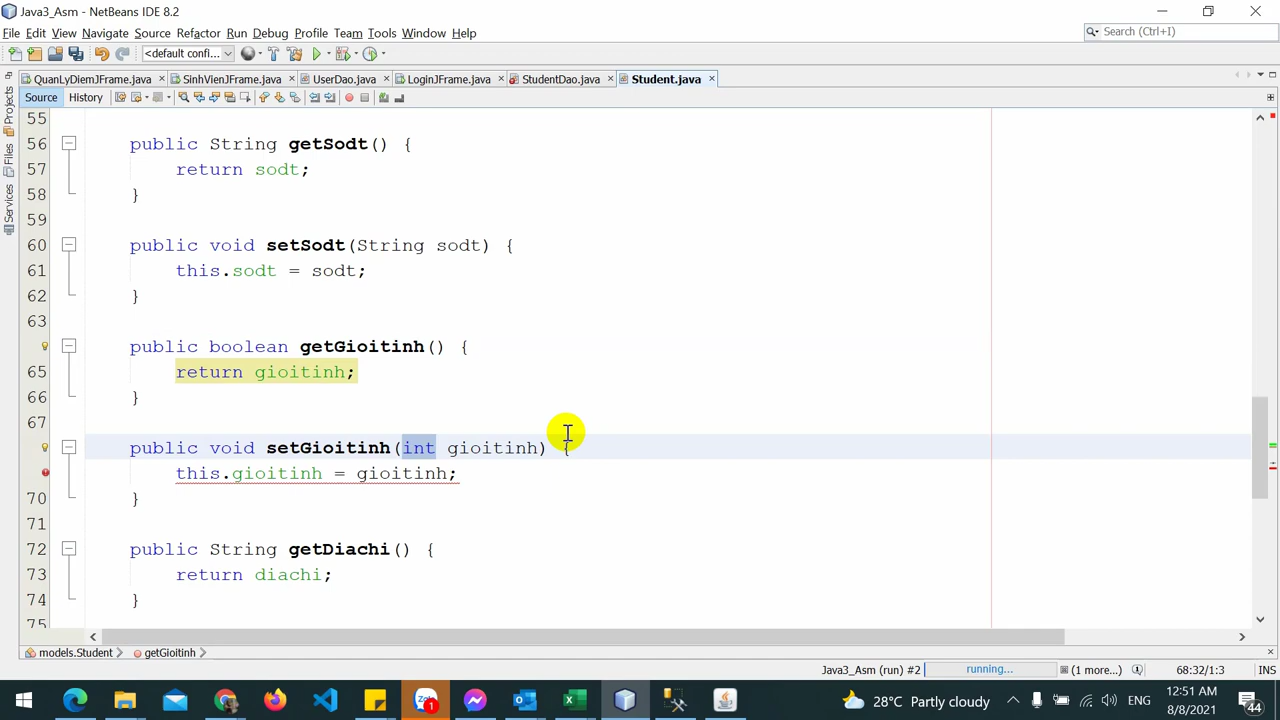 Java3_Asm - NetBeans IDE 8.2
File Edit View Navigate Source Refactor Run Debug Profile Team Tools Window Help
Search (Ctrl+I)
<default confi...
QuanLyDiemJFrame.java SinhVienJFrame.java UserDao.java LoginJFrame.java StudentDao.java Student.java
Source History
Projects
Files
Services
55
56 public String getSodt() {
57 return sodt;
58 }
59
60 public void setSodt(String sodt) {
61 this.sodt = sodt;
62 }
63
public boolean getGioitinh() {
65 return gioitinh;
66 }
67
public void setGioitinh(int gioitinh) {
this.gioitinh = gioitinh;
70 }
71
72 public String getDiachi() {
73 return diachi;
74 }
75
models.Student getGioitinh
Java3_Asm (run) #2 running... (1 more...) 68:32/1:3 INS
28°C Partly cloudy ENG 12:51 AM
8/8/2021
44